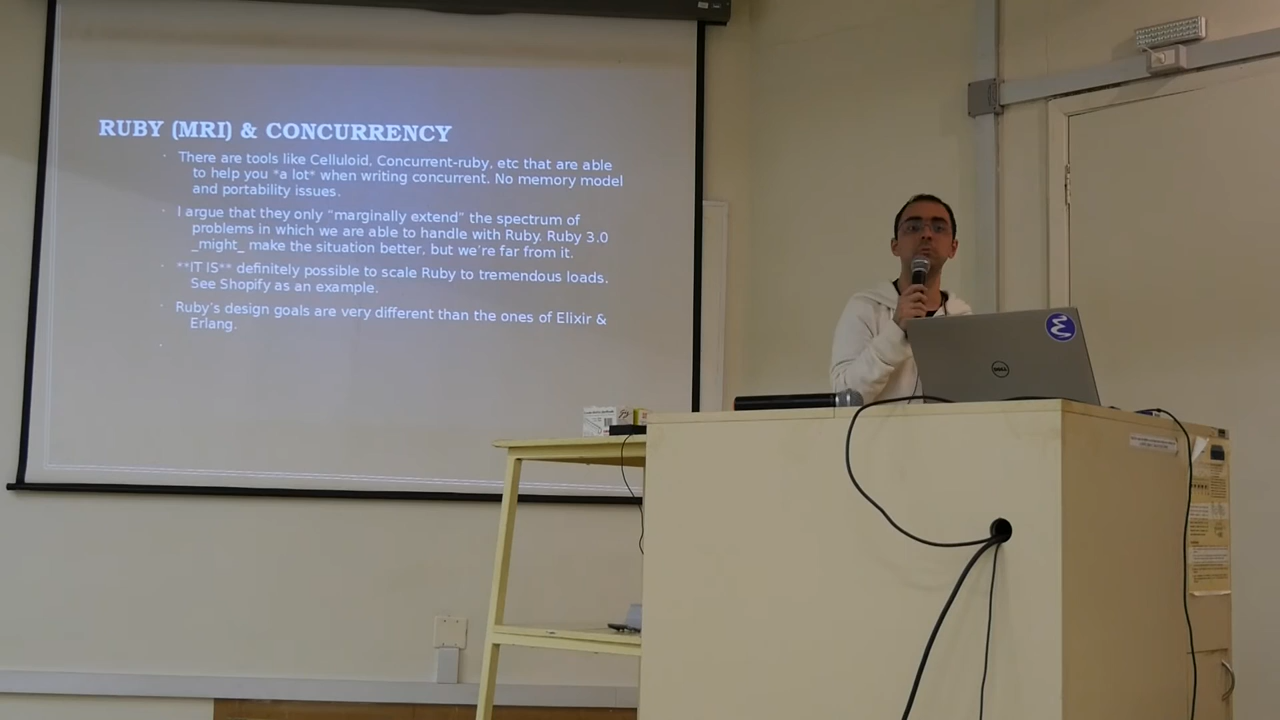 RUBY (MRI) & CONCURRENCY
· There are tools like Celluloid, Concurrent-ruby, etc that are able
to help you *a lot* when writing concurrent. No memory model
and portability issues.
· I argue that they only “marginally extend” the spectrum of
problems in which we are able to handle with Ruby. Ruby 3.0
_might_ make the situation better, but we're far from it.
· **IT IS** definitely possible to scale Ruby to tremendous loads.
See Shopify as an example.
· Ruby's design goals are very different than the ones of Elixir &
Erlang.
·
DELL